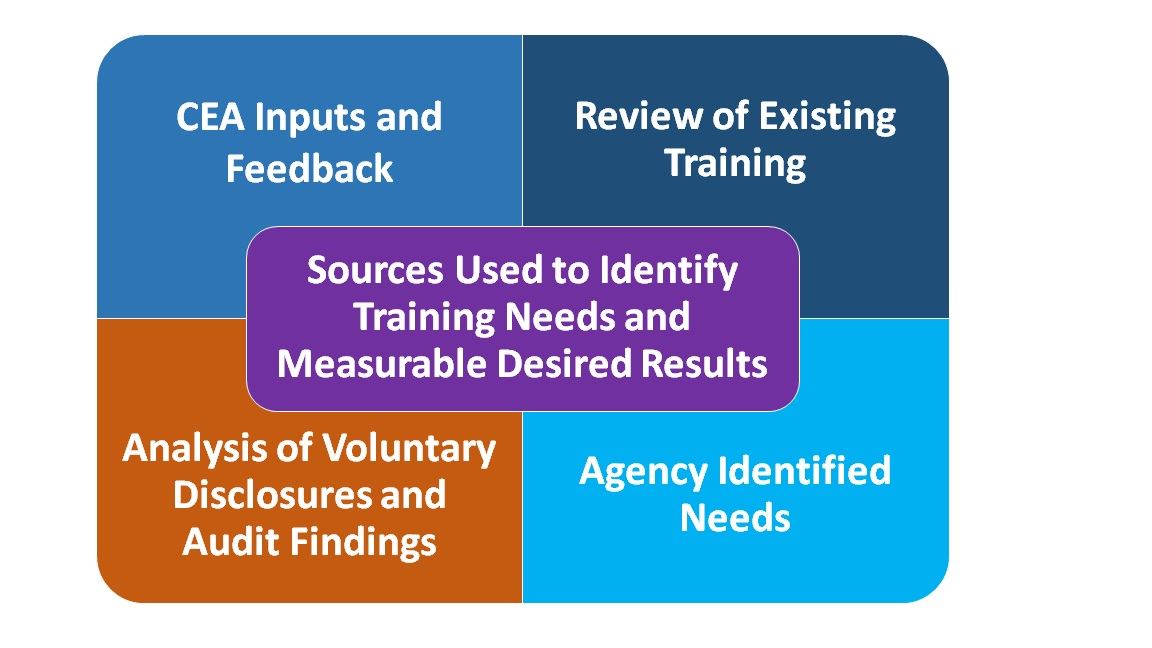 CEA Inputs and
Feedback
Review of Existing
Training
Sources Used to Identify
Training Needs and
Measurable Desired Results
Analysis of Voluntary
Disclosures and
Audit Findings
Agency Identified
Needs